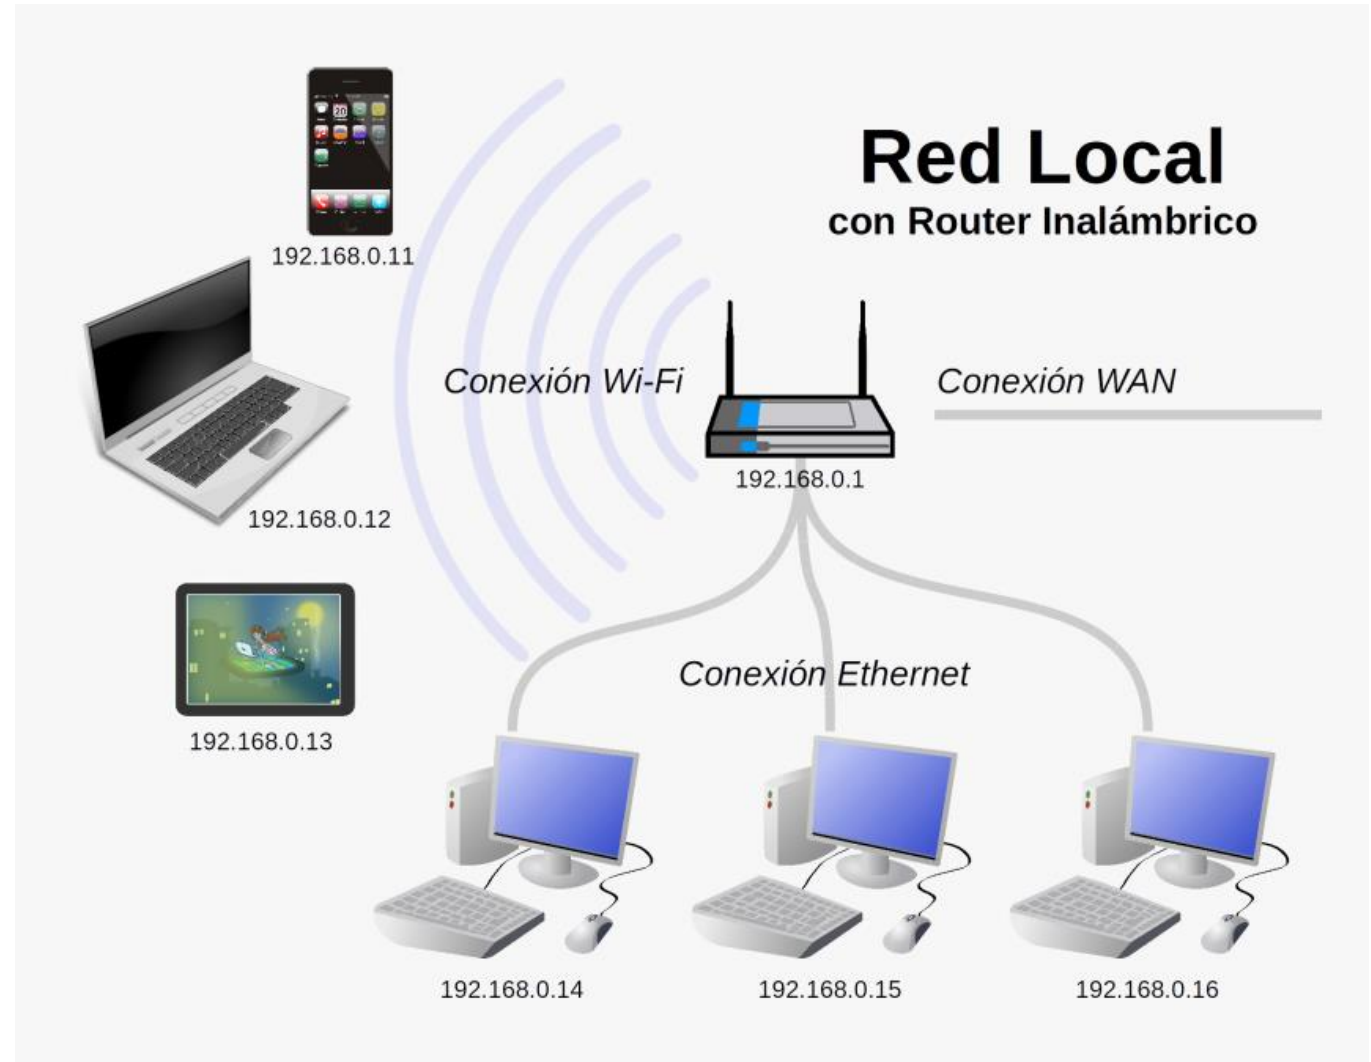 Red Local
con Router Inalámbrico
192.168.0.11
Conexión Wi-Fi
Conexión WAN
192.168.0.1
192.168.0.12
Conexión Ethernet
192.168.0.13
192.168.0.14
192.168.0.15
192.168.0.16